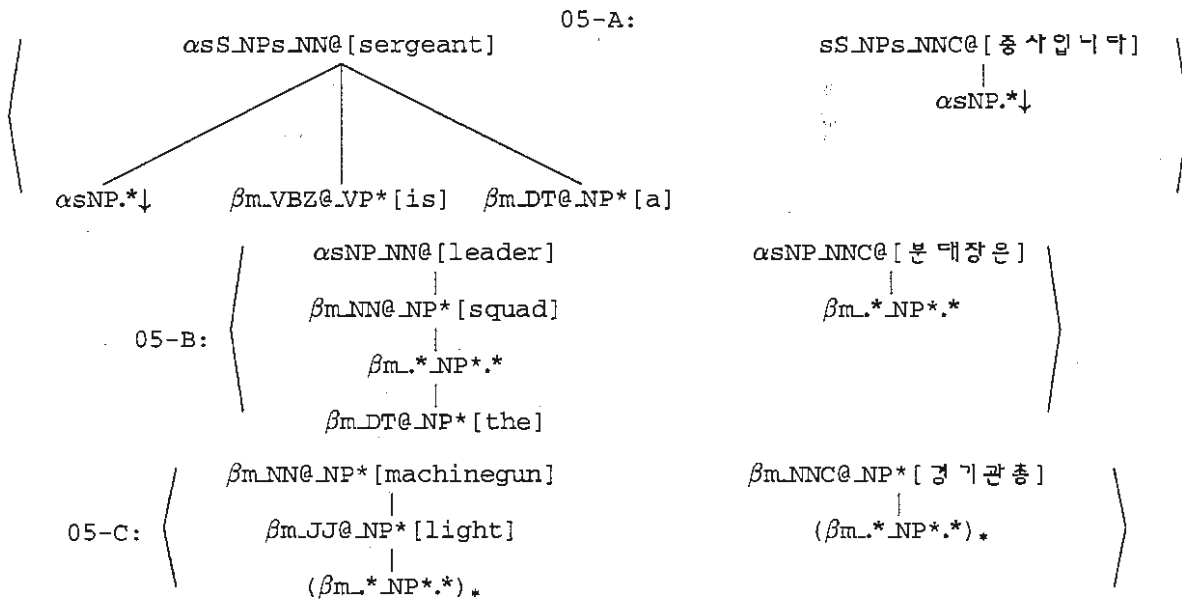 05-A:
αsS_NPs_NN@[sergeant] sS_NPs_NNC@[중사입니다]
αsNP.*↓
αsNP.*↓ βm_VBZ@_VP*[is] βm_DT@_NP*[a]
αsNP_NN@[leader] αsNP_NNC@[분대장은]
βm_NN@_NP*[squad] βm_.*_NP*.*
05-B:
βm_.*_NP*.*
βm_DT@_NP*[the]
βm_NN@_NP*[machinegun] βm_NNC@_NP*[경기관총]
05-C: βm_JJ@_NP*[light] (βm_.*_NP*.*)*
(βm_.*_NP*.*)*